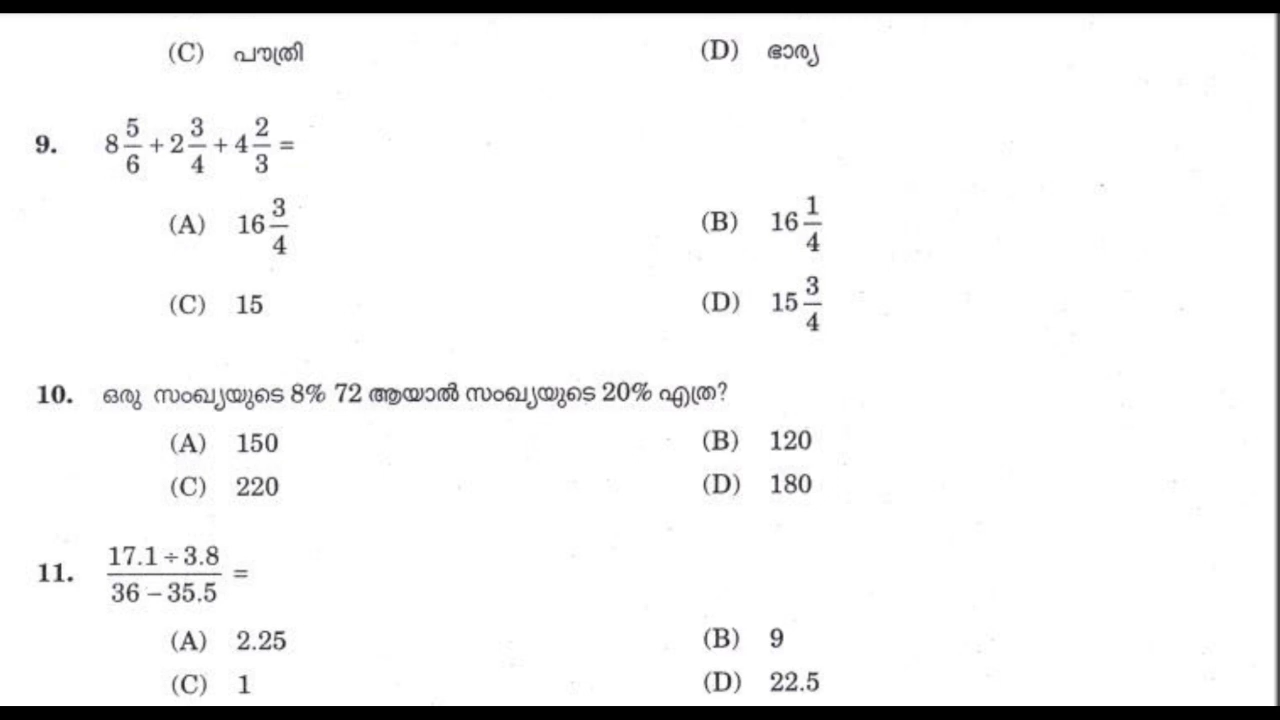 (C) പൗത്രി (D) ഭാര്യ
9. 8 5/6 + 2 3/4 + 4 2/3 =
(A) 16 3/4 (B) 16 1/4
(C) 15 (D) 15 3/4
10. ഒരു സംഖ്യയുടെ 8% 72 ആയാൽ സംഖ്യയുടെ 20% എത്ര?
(A) 150 (B) 120
(C) 220 (D) 180
11. 17.1 ÷ 3.8 / 36 – 35.5 =
(A) 2.25 (B) 9
(C) 1 (D) 22.5